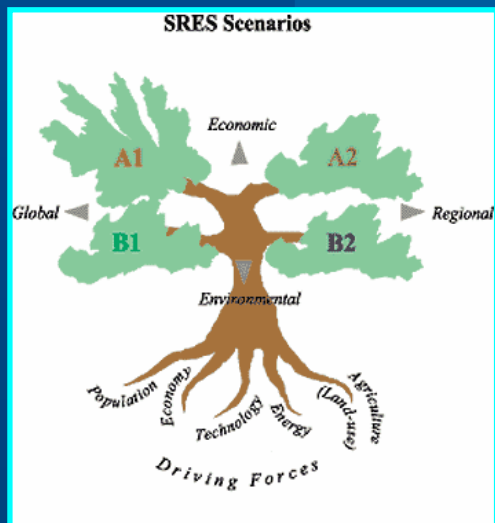 SRES Scenarios
Economic
A1
A2
Global
Regional
B1
B2
Environmental
Population
Economy
Technology
Energy
Agriculture
(Land-use)
Driving Forces